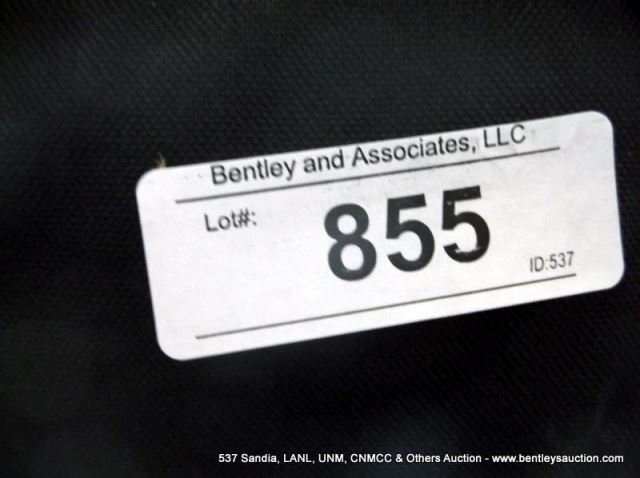 Bentley and Associates, LLC
Lot#:
855
ID:537
537 Sandia, LANL, UNM, CNMCC & Others Auction - www.bentleysauction.com